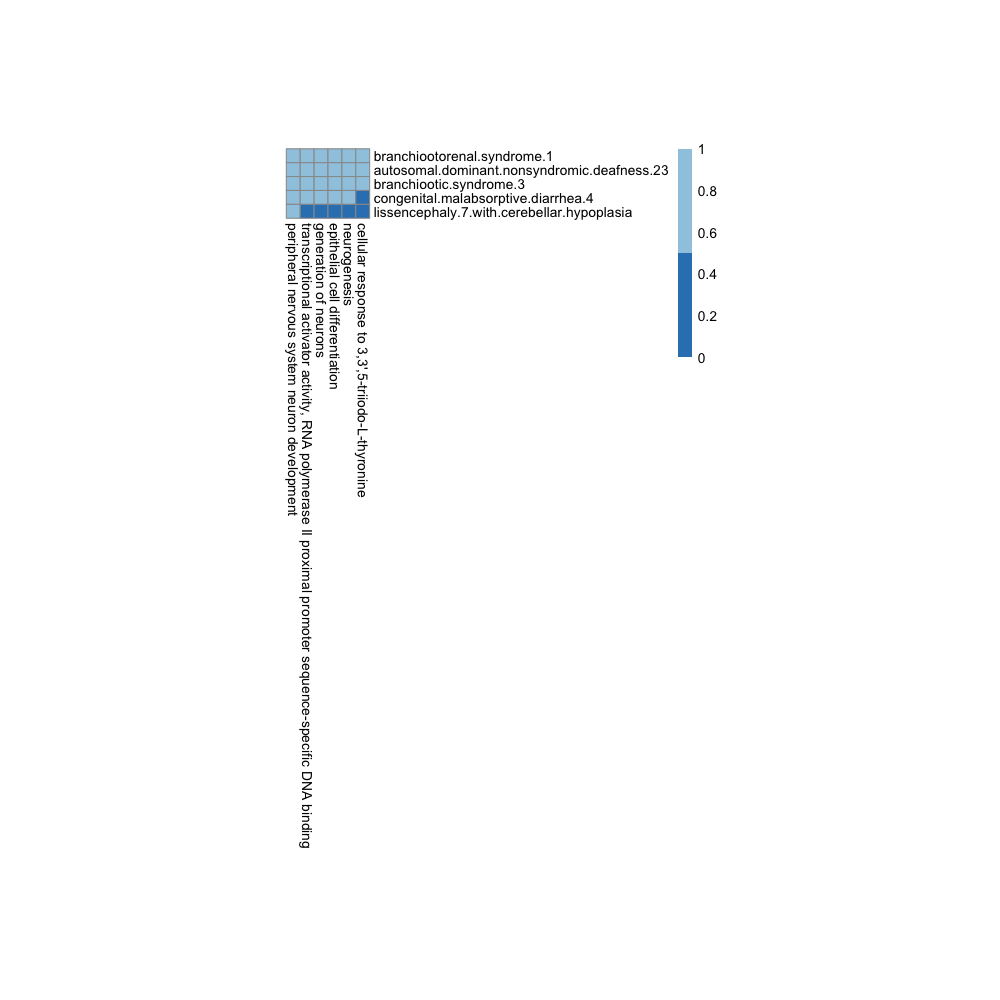 branchiootorenal.syndrome.1
autosomal.dominant.nonsyndromic.deafness.23
branchiootic.syndrome.3
congenital.malabsorptive.diarrhea.4
lissencephaly.7.with.cerebellar.hypoplasia
1
0.8
0.6
0.4
0.2
0
peripheral nervous system neuron development
transcriptional activator activity, RNA polymerase II proximal promoter sequence-specific DNA binding
generation of neurons
epithelial cell differentiation
neurogenesis
cellular response to 3,3',5-triiodo-L-thyronine